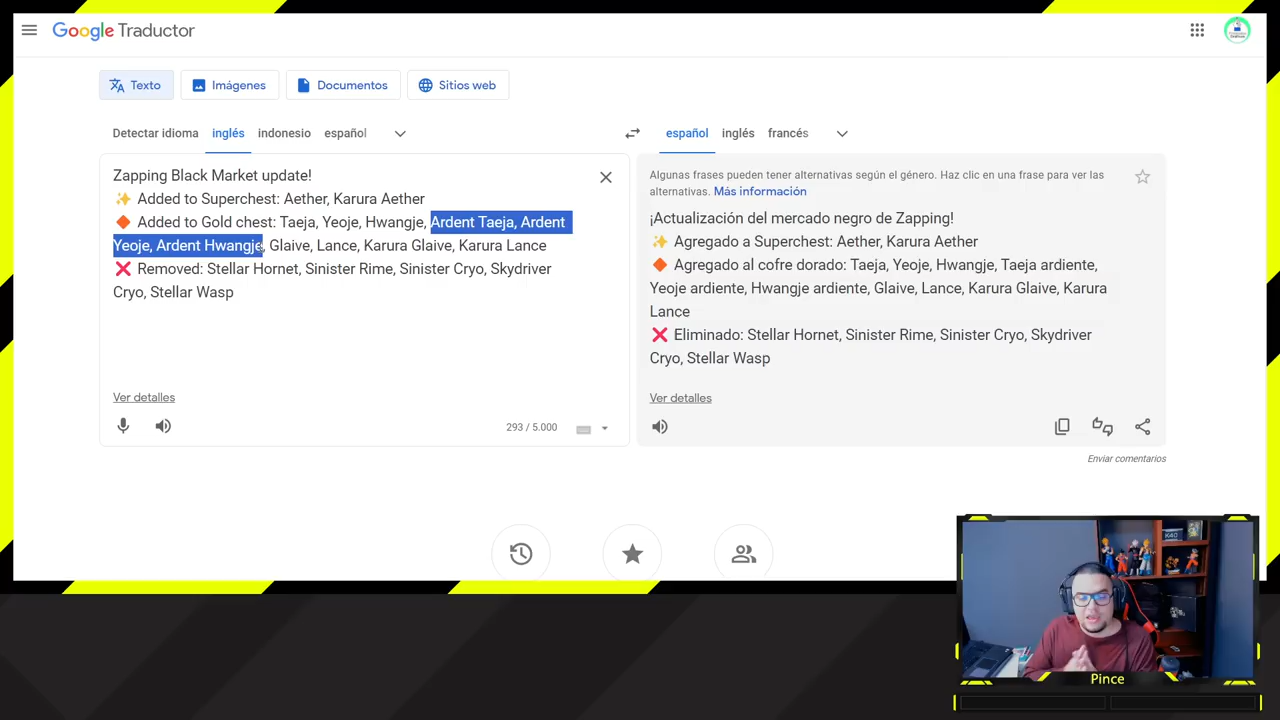 Google Traductor
Texto
Imágenes
Documentos
Sitios web
Detectar idioma
inglés
indonesio
español
español
inglés
francés
Zapping Black Market update!
✨ Added to Superchest: Aether, Karura Aether
🔶 Added to Gold chest: Taeja, Yeoje, Hwangje, Ardent Taeja, Ardent
Yeoje, Ardent Hwangje, Glaive, Lance, Karura Glaive, Karura Lance
❌ Removed: Stellar Hornet, Sinister Rime, Sinister Cryo, Skydriver
Cryo, Stellar Wasp
Ver detalles
293 / 5.000
Algunas frases pueden tener alternativas según el género. Haz clic en una frase para ver las
alternativas. Más información
¡Actualización del mercado negro de Zapping!
✨ Agregado a Superchest: Aether, Karura Aether
🔶 Agregado al cofre dorado: Taeja, Yeoje, Hwangje, Taeja ardiente,
Yeoje ardiente, Hwangje ardiente, Glaive, Lance, Karura Glaive, Karura
Lance
❌ Eliminado: Stellar Hornet, Sinister Rime, Sinister Cryo, Skydriver
Cryo, Stellar Wasp
Ver detalles
Enviar comentarios
Pince